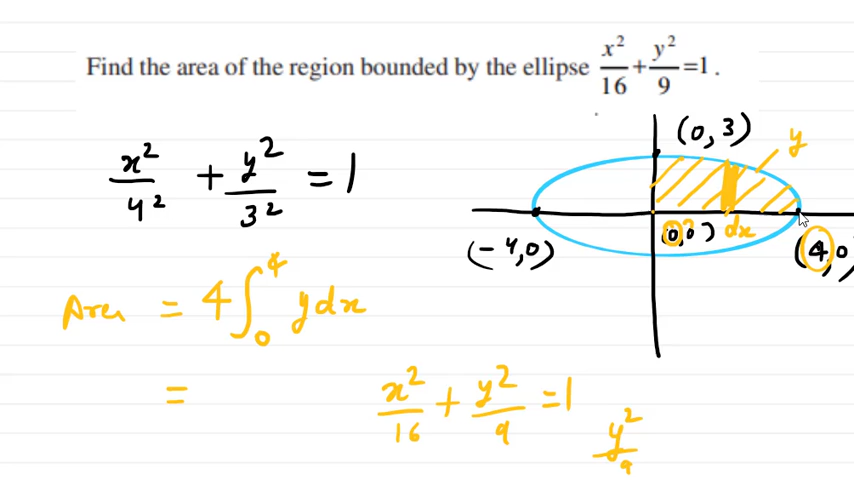 Find the area of the region bounded by the ellipse x²/16 + y²/9 = 1.
(0, 3)
y
x²/4² + y²/3² = 1
(0,0) dx
(-4,0) (4,0
Area = 4∫₀⁴ ydx
= x²/16 + y²/9 = 1
y²/9